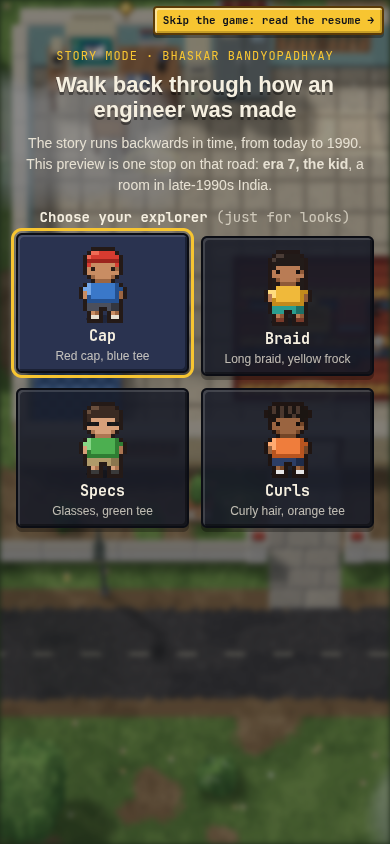 Skip the game: read the resume →
STORY MODE · BHASKAR BANDYOPADHYAY
Walk back through how an
engineer was made
The story runs backwards in time, from today to 1990.
This preview is one stop on that road: era 7, the kid, a
room in late-1990s India.
Choose your explorer (just for looks)
Cap
Red cap, blue tee
Braid
Long braid, yellow frock
Specs
Glasses, green tee
Curls
Curly hair, orange tee